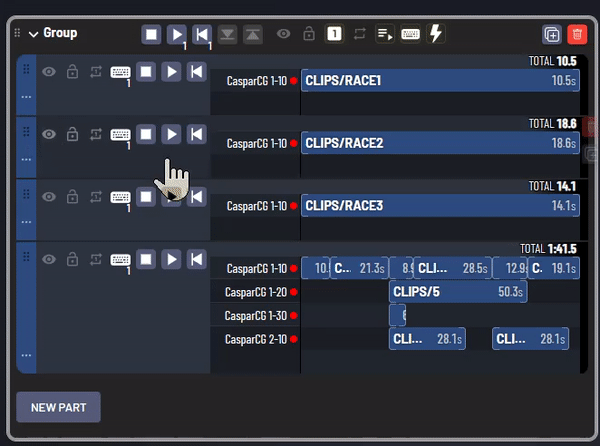 Group
1
1
1
TOTAL 10.5
1
CasparCG 1-10 CLIPS/RACE1 10.5s
TOTAL 18.6
1
CasparCG 1-10 CLIPS/RACE2 18.6s
TOTAL 14.1
1
CasparCG 1-10 CLIPS/RACE3 14.1s
TOTAL 1:41.5
1
CasparCG 1-10 C... 21.3s CLI... 28.5s 12.9s C. 19.1s
CasparCG 1-20 CLIPS/5 50.3s
CasparCG 1-30
CasparCG 2-10 CLI... 28.1s CLI... 28.1s
NEW PART